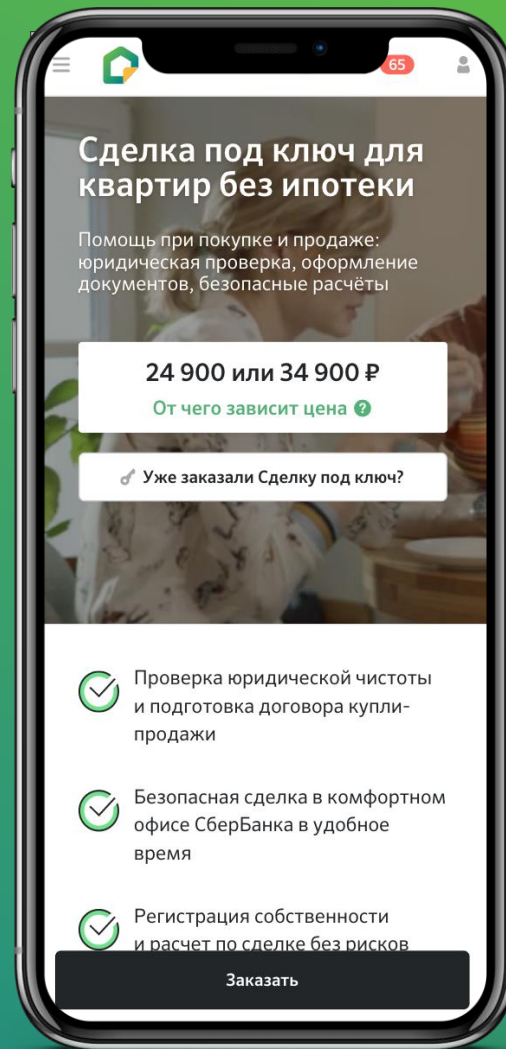 65
Сделка под ключ для
квартир без ипотеки
Помощь при покупке и продаже:
юридическая проверка, оформление
документов, безопасные расчёты
24 900 или 34 900 ₽
От чего зависит цена ?
Уже заказали Сделку под ключ?
Проверка юридической чистоты
и подготовка договора купли-
продажи
Безопасная сделка в комфортном
офисе СберБанка в удобное
время
Регистрация собственности
и расчет по сделке без рисков
Заказать